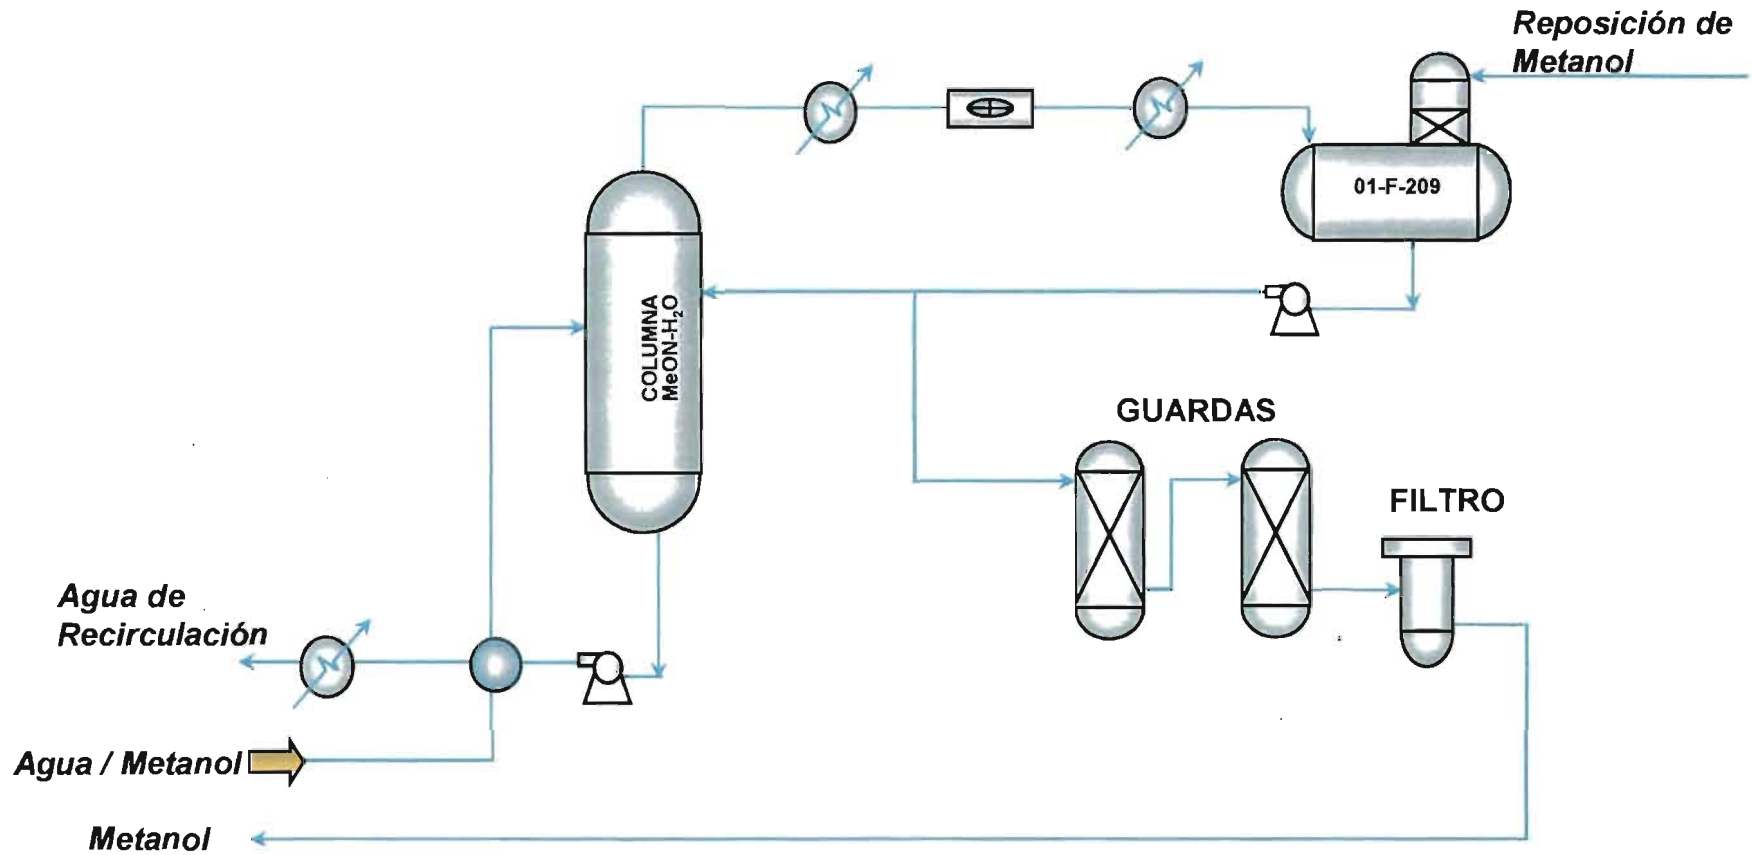 Reposición de
Metanol
01-F-209
COLUMNA
MeON-H₂O
GUARDAS
FILTRO
Agua de
Recirculación
Agua / Metanol
Metanol